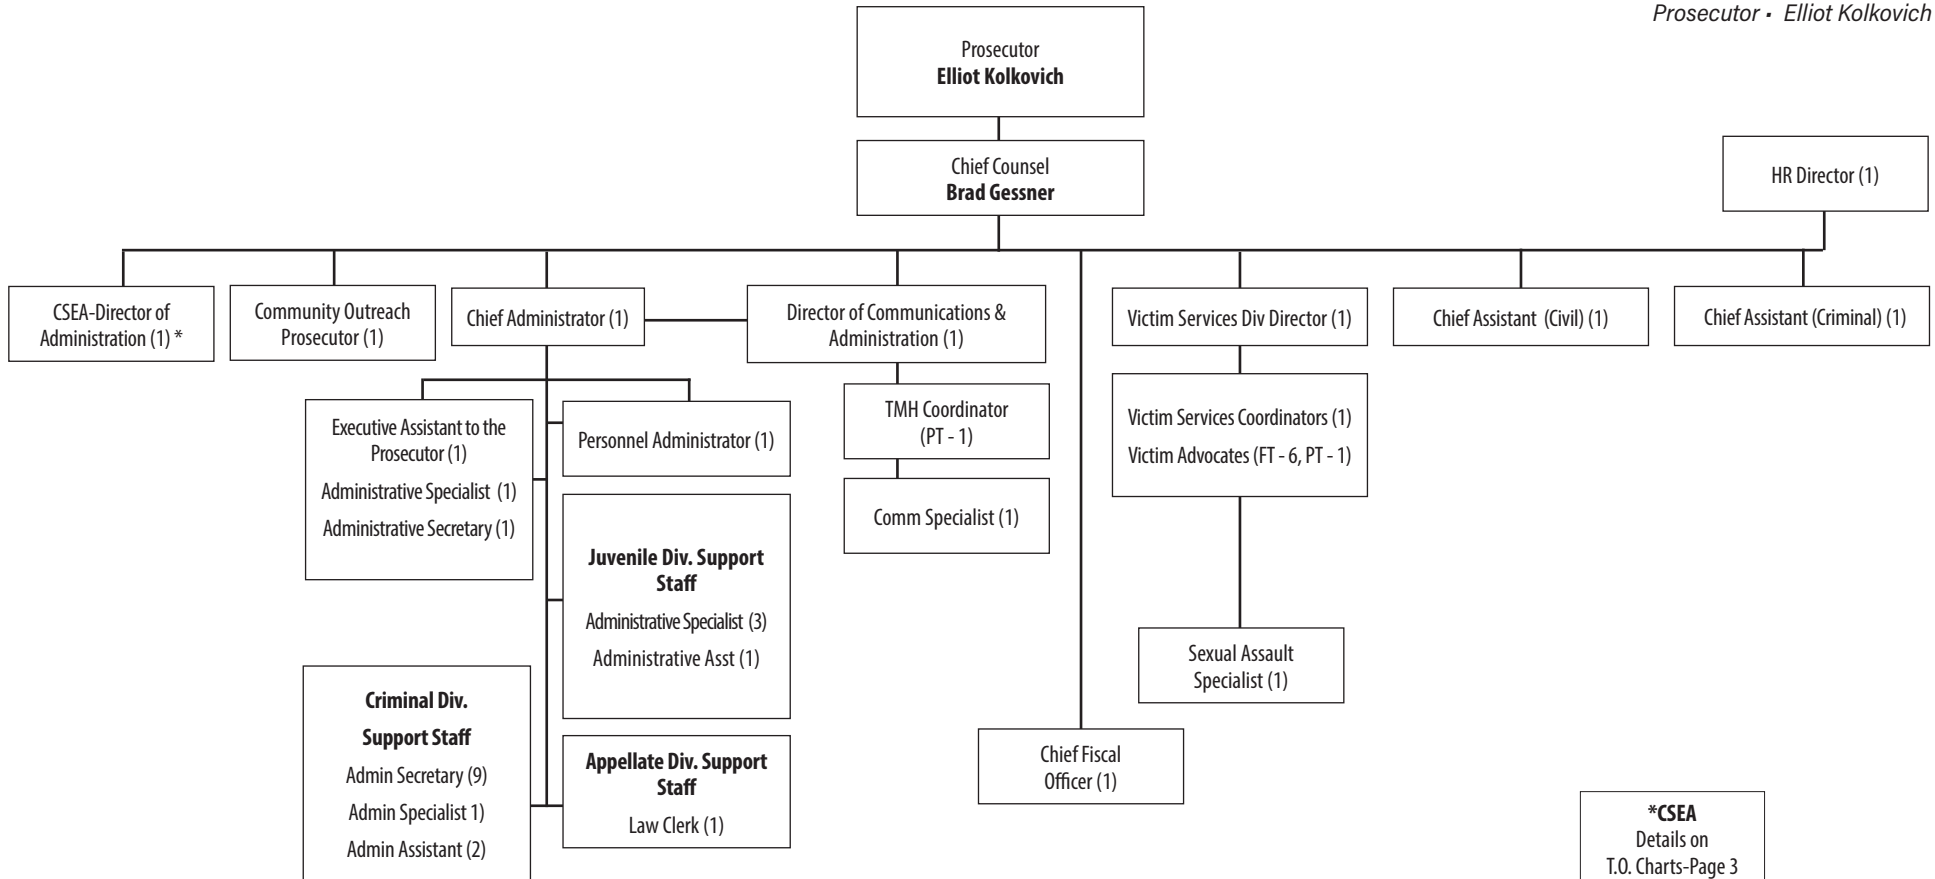 Prosecutor • Elliot Kolkovich
Prosecutor
Elliot Kolkovich
Chief Counsel
Brad Gessner
HR Director (1)
CSEA-Director of
Administration (1) *
Community Outreach
Prosecutor (1)
Chief Administrator (1)
Director of Communications &
Administration (1)
Victim Services Div Director (1)
Chief Assistant (Civil) (1)
Chief Assistant (Criminal) (1)
Executive Assistant to the
Prosecutor (1)
Administrative Specialist (1)
Administrative Secretary (1)
Personnel Administrator (1)
TMH Coordinator
(PT - 1)
Comm Specialist (1)
Victim Services Coordinators (1)
Victim Advocates (FT - 6, PT - 1)
Juvenile Div. Support
Staff
Administrative Specialist (3)
Administrative Asst (1)
Sexual Assault
Specialist (1)
Criminal Div.
Support Staff
Admin Secretary (9)
Admin Specialist 1)
Admin Assistant (2)
Appellate Div. Support
Staff
Law Clerk (1)
Chief Fiscal
Officer (1)
*CSEA
Details on
T.O. Charts-Page 3